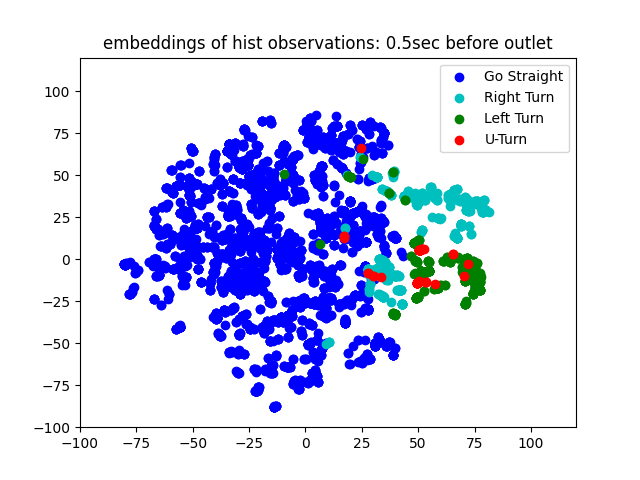 embeddings of hist observations: 0.5sec before outlet
Go Straight
Right Turn
Left Turn
U-Turn
100
75
50
25
0
−25
−50
−75
−100
−100 −75 −50 −25 0 25 50 75 100